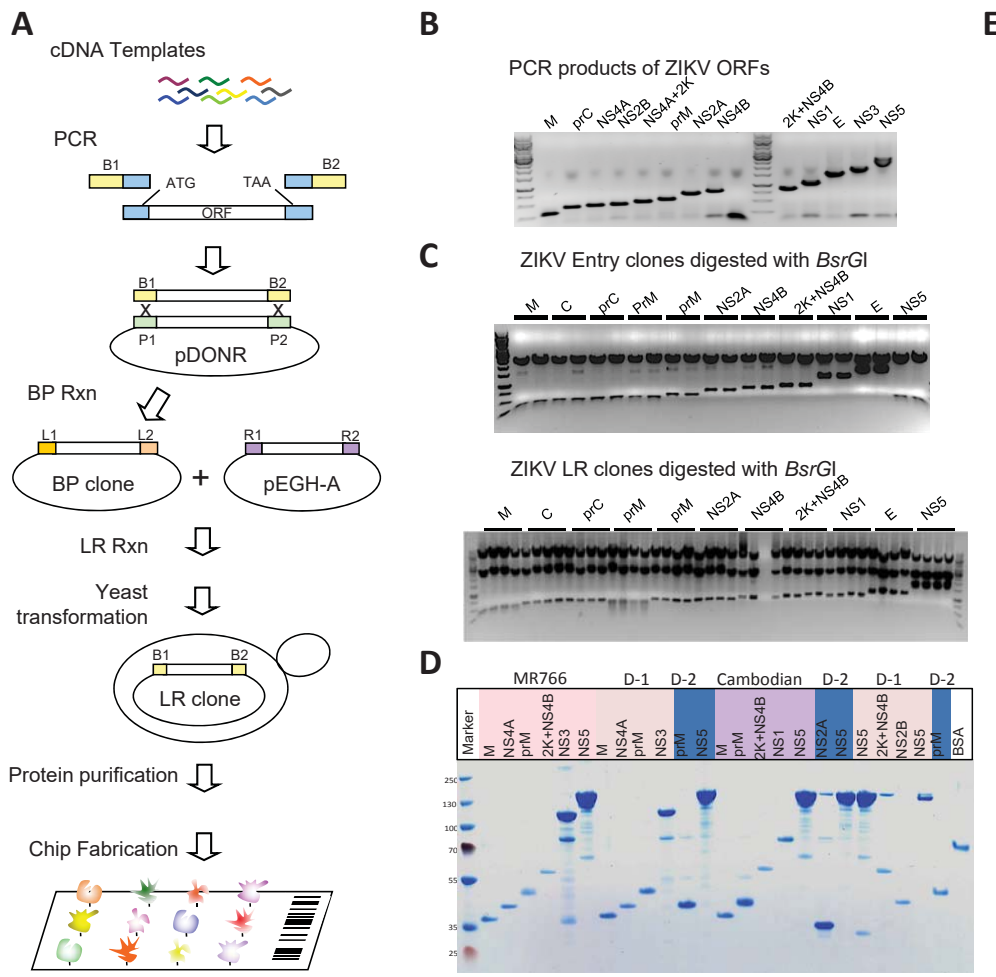 A
cDNA Templates
PCR
B1
B2
ATG
TAA
ORF
B1
B2
X
X
P1
P2
pDONR
BP Rxn
L1
L2
R1
R2
BP clone
+
pEGH-A
LR Rxn
Yeast
transformation
B1
B2
LR clone
Protein purification
Chip Fabrication
B
PCR products of ZIKV ORFs
M prC NS4A NS2B NS4A+2K prM NS2A NS4B 2K+NS4B NS1 E NS3 NS5
C
ZIKV Entry clones digested with BsrGI
M C prC PrM prM NS2A NS4B 2K+NS4B NS1 E NS5
ZIKV LR clones digested with BsrGI
M C prC prM prM NS2A NS4B 2K+NS4B NS1 E NS5
D
MR766 D-1 D-2 Cambodian D-2 D-1 D-2
Marker M NS4A prM 2K+NS4B NS3 NS5 M NS4A prM NS3 prM NS5 M prM 2K+NS4B NS1 NS5 NS2A NS5 NS5 2K+NS4B NS2B NS5 prM BSA
250
130
100
70
55
35
25
E